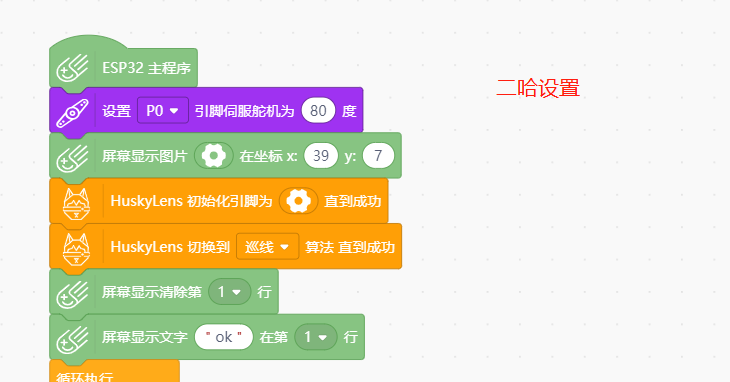 ESP32 主程序
二哈设置
设置 P0 引脚伺服舵机为 80 度
屏幕显示图片 在坐标 x: 39 y: 7
HuskyLens 初始化引脚为 直到成功
HuskyLens 切换到 巡线 算法 直到成功
屏幕显示清除第 1 行
屏幕显示文字 "ok" 在第 1 行
循环执行